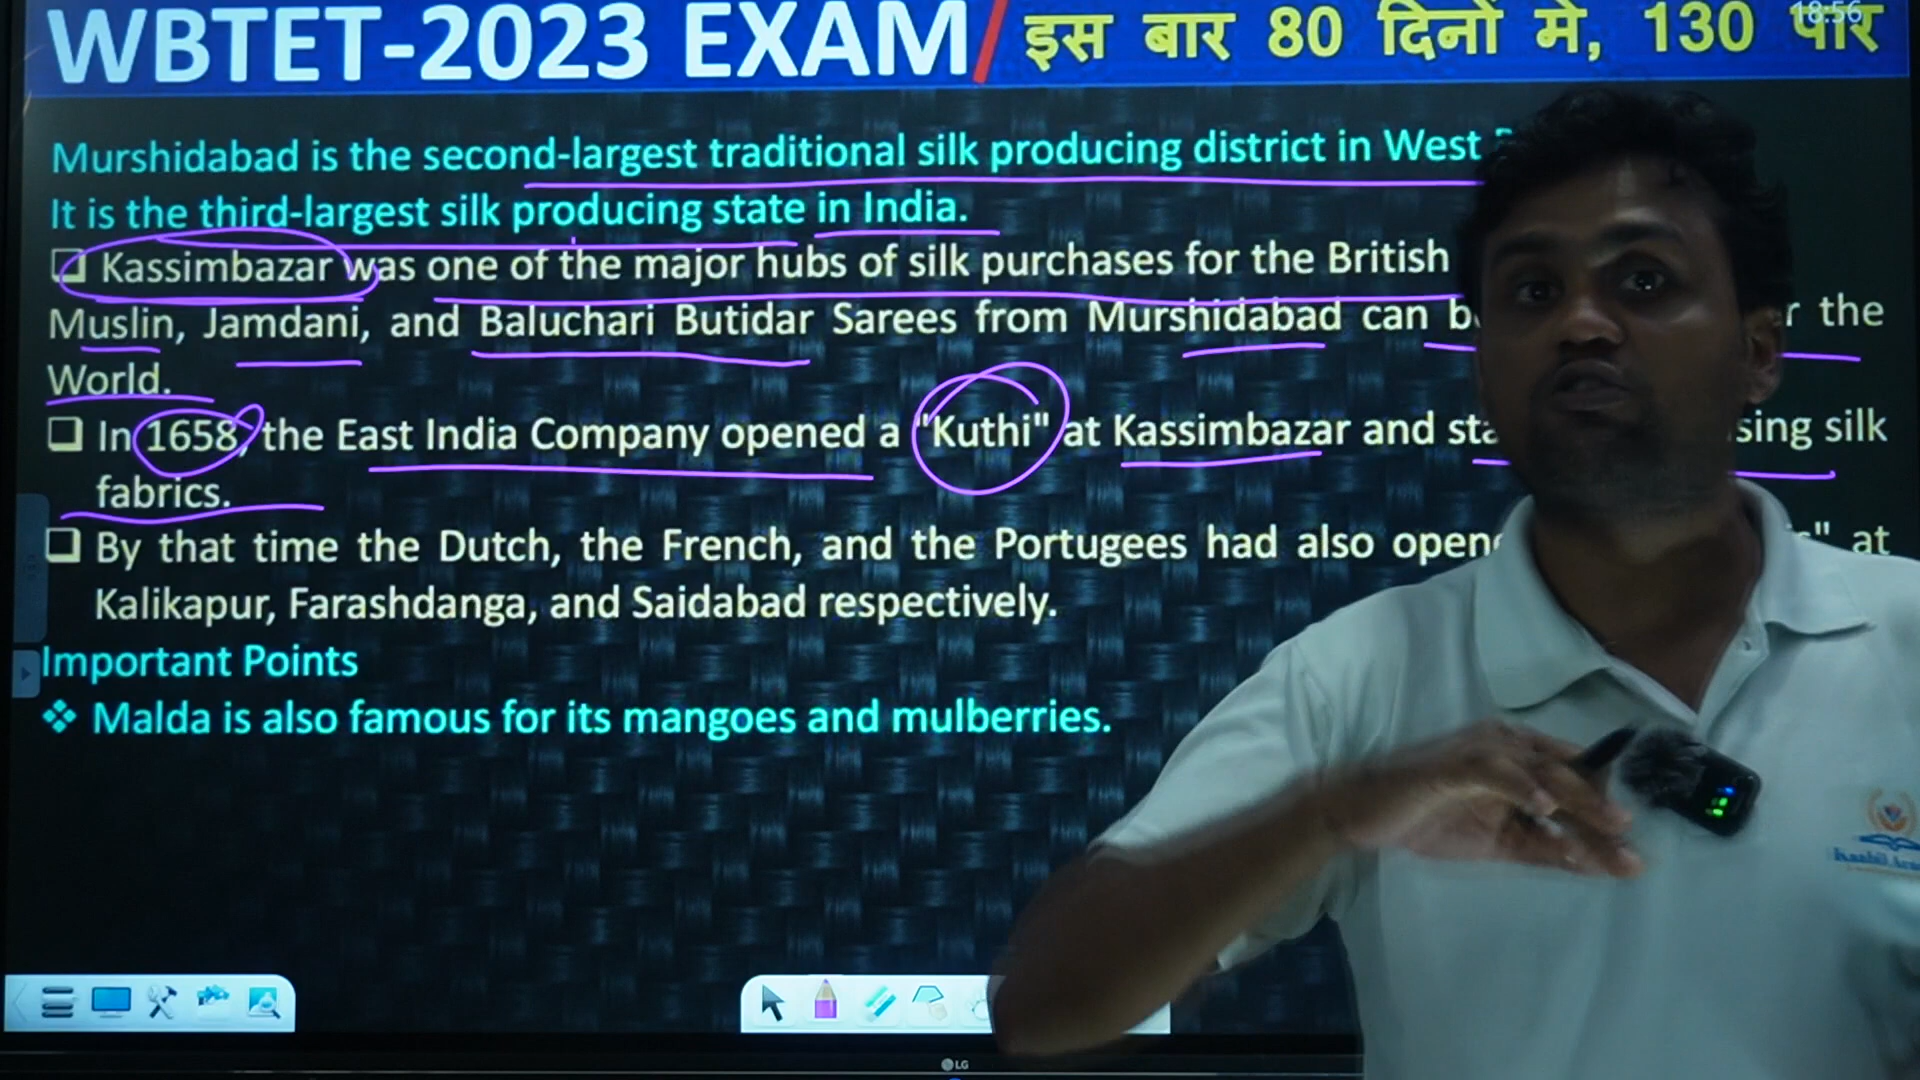 WBTET-2023 EXAM/ इस बार 80 दिनों मे, 130 पार
18:56
Murshidabad is the second-largest traditional silk producing district in West
It is the third-largest silk producing state in India.
❑ Kassimbazar was one of the major hubs of silk purchases for the British
Muslin, Jamdani, and Baluchari Butidar Sarees from Murshidabad can the
World.
❑ In 1658, the East India Company opened a "Kuthi" at Kassimbazar and silk
fabrics.
❑ By that time the Dutch, the French, and the Portugees had also at
Kalikapur, Farashdanga, and Saidabad respectively.
Important Points
❖ Malda is also famous for its mangoes and mulberries.
LG